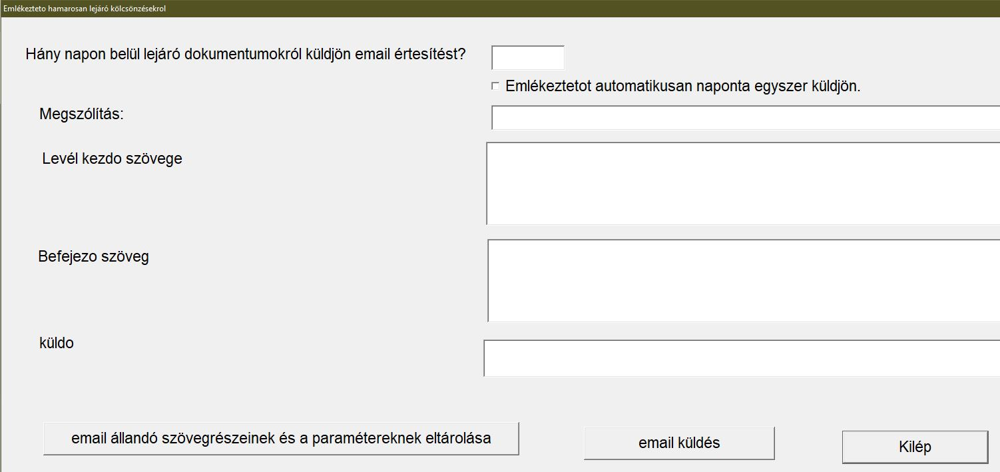 Emlékezteto hamarosan lejáró kölcsönzésekrol
Hány napon belül lejáró dokumentumokról küldjön email értesítést?
Emlékeztetot automatikusan naponta egyszer küldjön.
Megszólítás:
Levél kezdo szövege
Befejezo szöveg
küldo
email állandó szövegrészeinek és a paramétereknek eltárolása
email küldés
Kilép